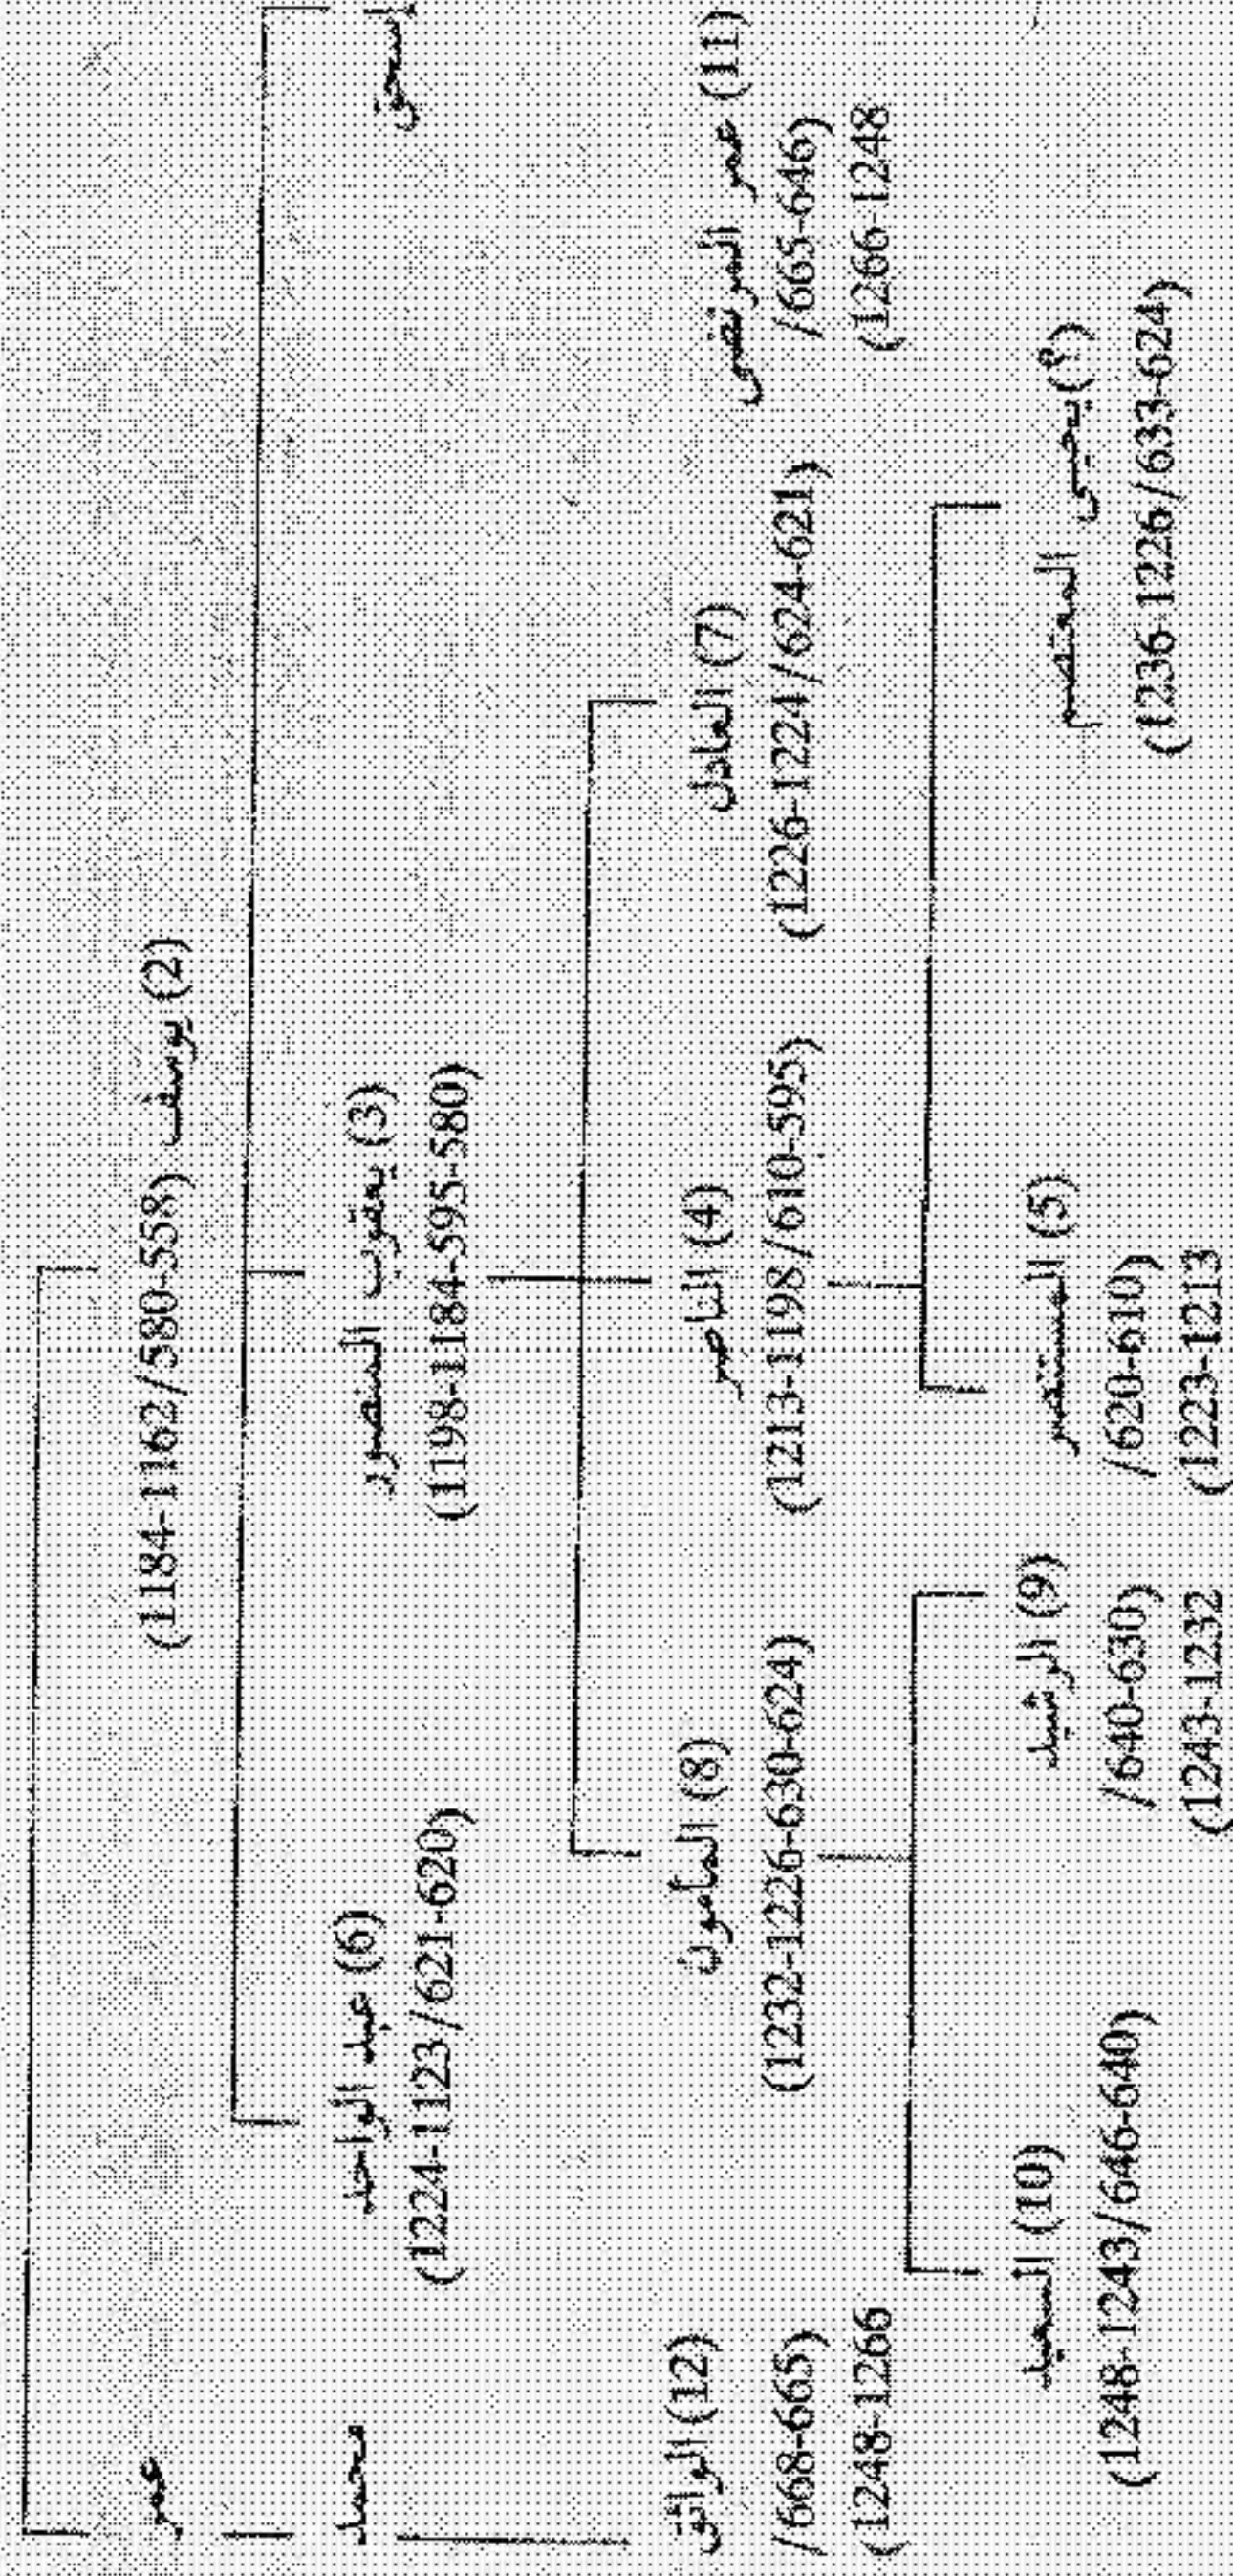 (2) يوسف (558-580/1162-1184)
عمر
إسحق
(3) يعقوب المنصور
(580-595-1184-1198)
(6) عبد الواحد
(620-621/1123-1224)
محمد
(11) عمر المرتضى
(646-665/
1248-1266)
(7) العادل
(621-624/1224-1226)
(4) الناصر
(595-610/1198-1213)
(8) المأمون
(624-630-1226-1232)
(12) الواثق
(665-668/
1266-1248)
(؟) يحيى المعتصم
(624-633/1226-1236)
(5) المستنصر
(610-620/
1213-1223)
(9) الرشيد
(630-640/
1232-1243)
(10) السعيد
(640-646/1243-1248)